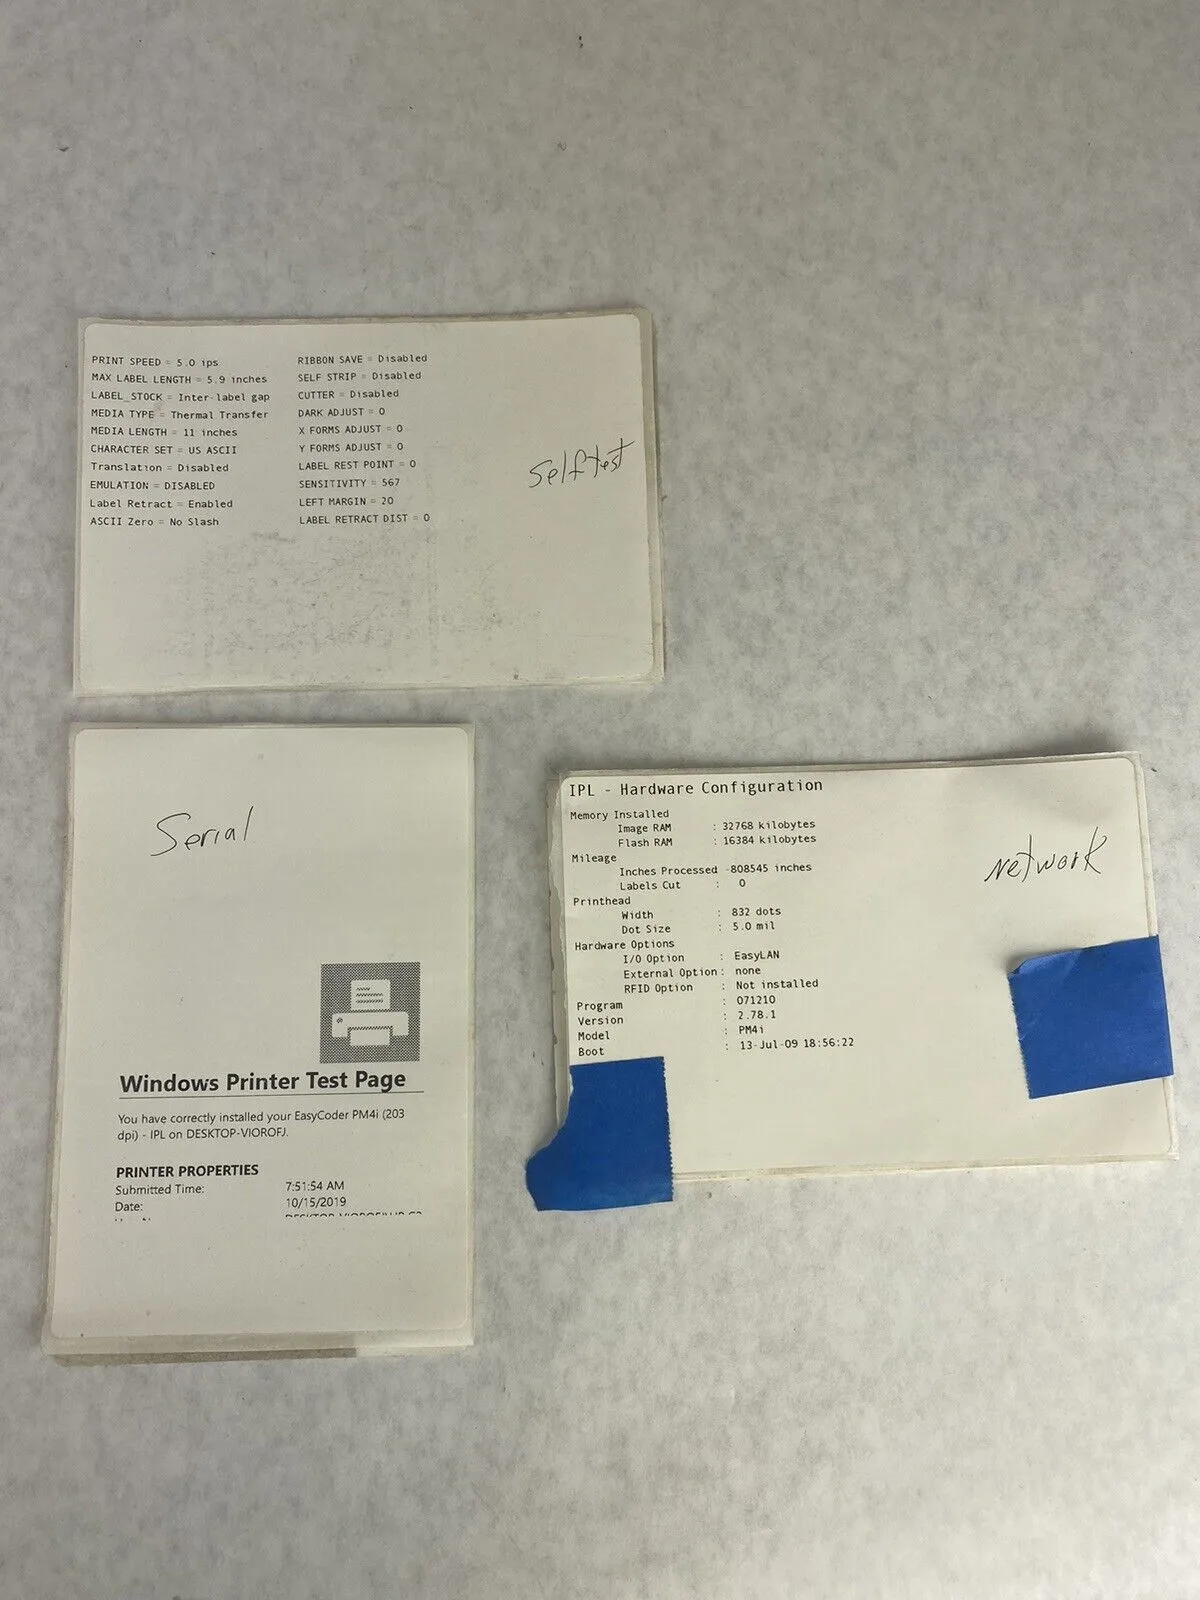 PRINT SPEED = 5.0 ips
MAX LABEL LENGTH = 5.9 inches
LABEL_STOCK = Inter-label gap
MEDIA TYPE = Thermal Transfer
MEDIA LENGTH = 11 inches
CHARACTER SET = US ASCII
Translation = Disabled
EMULATION = DISABLED
Label Retract = Enabled
ASCII Zero = No Slash
RIBBON SAVE = Disabled
SELF STRIP = Disabled
CUTTER = Disabled
DARK ADJUST = 0
X FORMS ADJUST = 0
Y FORMS ADJUST = 0
LABEL REST POINT = 0
SENSITIVITY = 567
LEFT MARGIN = 20
LABEL RETRACT DIST = 0
Selftest
Serial
Windows Printer Test Page
You have correctly installed your EasyCoder PM4i (203
dpi) - IPL on DESKTOP-VIOROFJ.
PRINTER PROPERTIES
Submitted Time: 7:51:54 AM
Date: 10/15/2019
IPL - Hardware Configuration
Memory Installed
Image RAM : 32768 kilobytes
Flash RAM : 16384 kilobytes
Mileage
Inches Processed -808545 inches
Labels Cut : 0
Printhead
Width : 832 dots
Dot Size : 5.0 mil
Hardware Options
I/O Option : EasyLAN
External Option : none
RFID Option : Not installed
Program : 071210
Version : 2.78.1
Model : PM4i
Boot : 13-Jul-09 18:56:22
Network